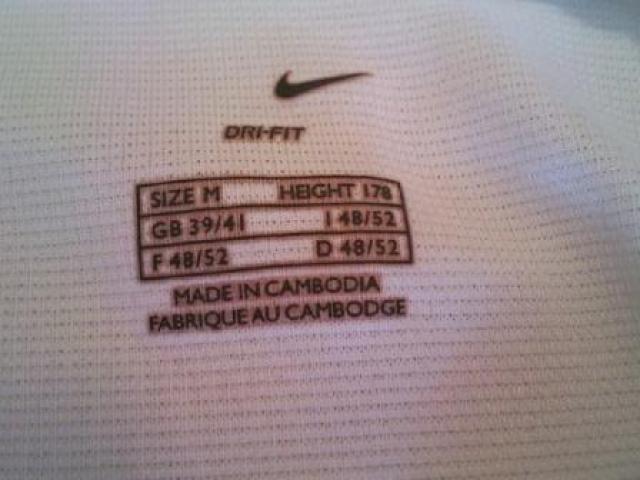 DRI-FIT
SIZE M HEIGHT 178
GB 39/41 I 48/52
F 48/52 D 48/52
MADE IN CAMBODIA
FABRIQUE AU CAMBODGE